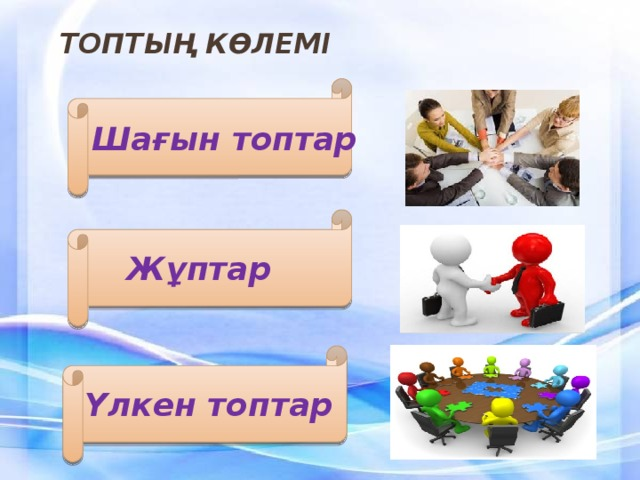 ТОПТЫҢ КӨЛЕМІ
Шағын топтар
Жұптар
Үлкен топтар